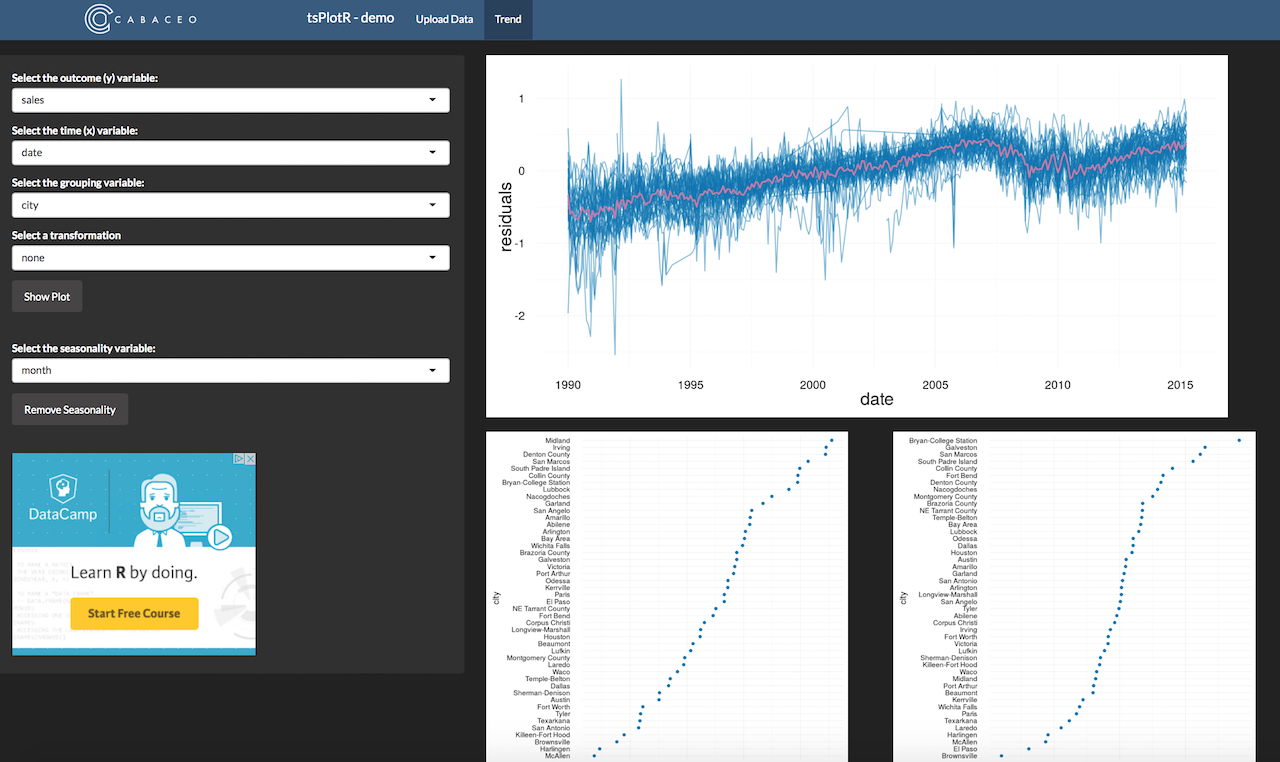 CABACEO
tsPlotR - demo
Upload Data
Trend
Select the outcome (y) variable:
sales
Select the time (x) variable:
date
Select the grouping variable:
city
Select a transformation
none
Show Plot
Select the seasonality variable:
month
Remove Seasonality
DataCamp
Learn R by doing.
Start Free Course
residuals
1
0
-1
-2
1990
1995
2000
2005
2010
2015
date
city
Midland
Irving
Denton County
San Marcos
South Padre Island
Collin County
Bryan-College Station
Lubbock
Nacogdoches
Garland
San Angelo
Amarillo
Abilene
Arlington
Bay Area
Wichita Falls
Brazoria County
Galveston
Victoria
Port Arthur
Odessa
Kerrville
Paris
El Paso
NE Tarrant County
Fort Bend
Corpus Christi
Longview-Marshall
Houston
Beaumont
Lufkin
Montgomery County
Laredo
Waco
Temple-Belton
Dallas
Sherman-Denison
Austin
Fort Worth
Tyler
Texarkana
San Antonio
Killeen-Fort Hood
Brownsville
Harlingen
McAllen
city
Bryan-College Station
Galveston
San Marcos
South Padre Island
Collin County
Fort Bend
Denton County
Nacogdoches
Montgomery County
Brazoria County
NE Tarrant County
Temple-Belton
Bay Area
Lubbock
Odessa
Dallas
Houston
Austin
Amarillo
Garland
San Antonio
Arlington
Longview-Marshall
San Angelo
Tyler
Abilene
Corpus Christi
Irving
Fort Worth
Victoria
Lufkin
Sherman-Denison
Killeen-Fort Hood
Waco
Midland
Port Arthur
Beaumont
Kerrville
Wichita Falls
Paris
Texarkana
Laredo
Harlingen
McAllen
El Paso
Brownsville